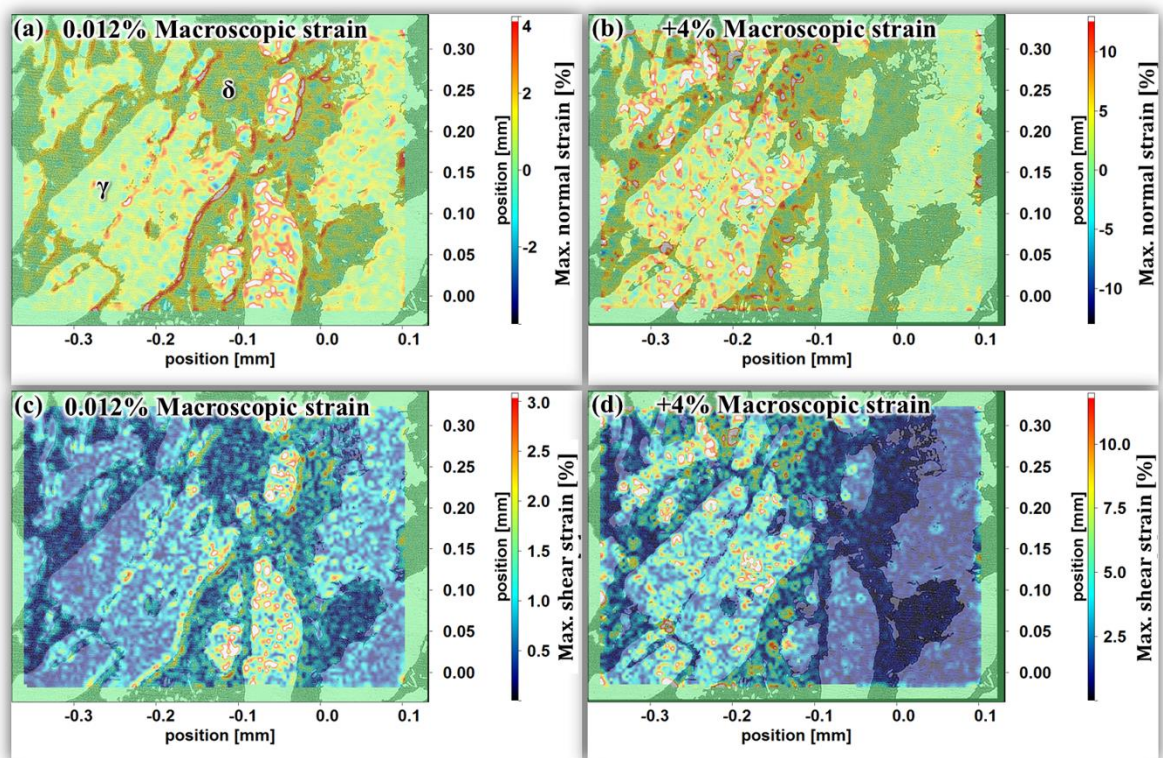 (a) 0.012% Macroscopic strain
δ
γ
0.30
0.25
0.20
0.15
0.10
0.05
0.00
position [mm]
-0.3 -0.2 -0.1 0.0 0.1
position [mm]
4
2
0
-2
Max. normal strain [%]
(b) +4% Macroscopic strain
0.30
0.25
0.20
0.15
0.10
0.05
0.00
position [mm]
-0.3 -0.2 -0.1 0.0 0.1
position [mm]
10
5
0
-5
-10
Max. normal strain [%]
(c) 0.012% Macroscopic strain
0.30
0.25
0.20
0.15
0.10
0.05
0.00
position [mm]
-0.3 -0.2 -0.1 0.0 0.1
position [mm]
3.0
2.5
2.0
1.5
1.0
0.5
Max. shear strain [%]
(d) +4% Macroscopic strain
0.30
0.25
0.20
0.15
0.10
0.05
0.00
position [mm]
-0.3 -0.2 -0.1 0.0 0.1
position [mm]
10.0
7.5
5.0
2.5
Max. shear strain [%]